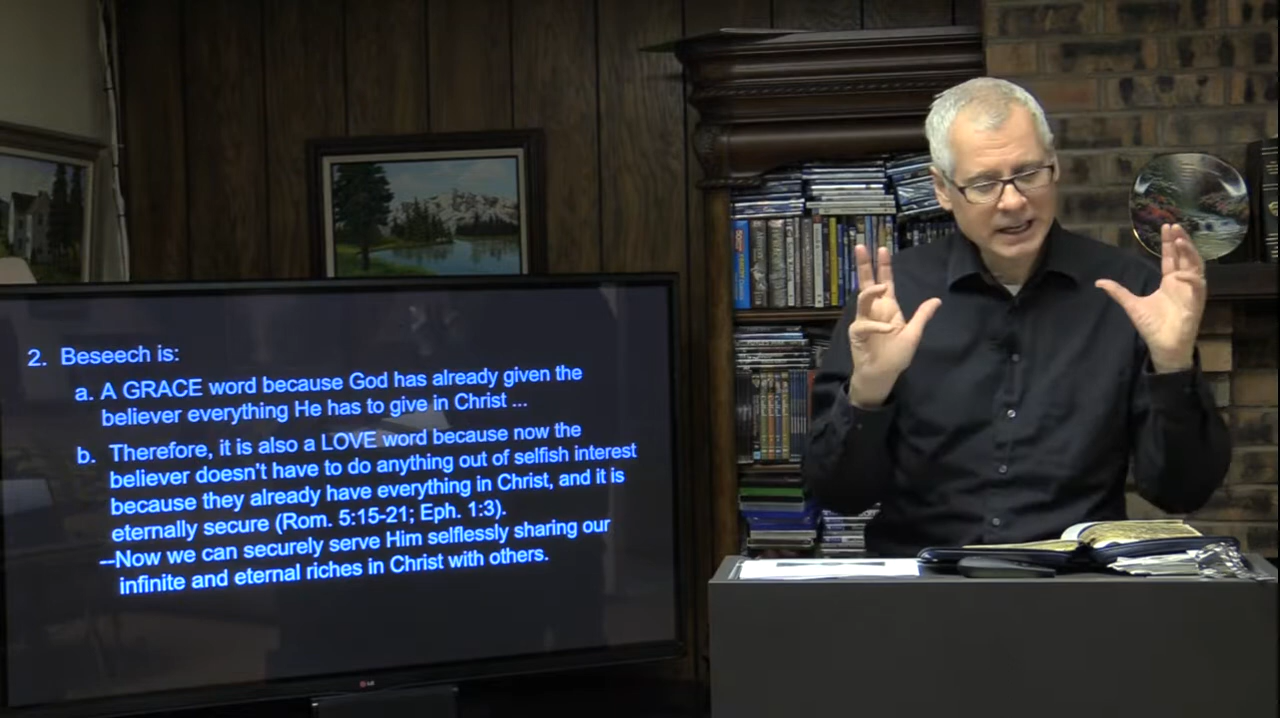 2. Beseech is:
a. A GRACE word because God has already given the
believer everything He has to give in Christ ...
b. Therefore, it is also a LOVE word because now the
believer doesn't have to do anything out of selfish interest
because they already have everything in Christ, and it is
eternally secure (Rom. 5:15-21; Eph. 1:3).
--Now we can securely serve Him selflessly sharing our
infinite and eternal riches in Christ with others.
LG